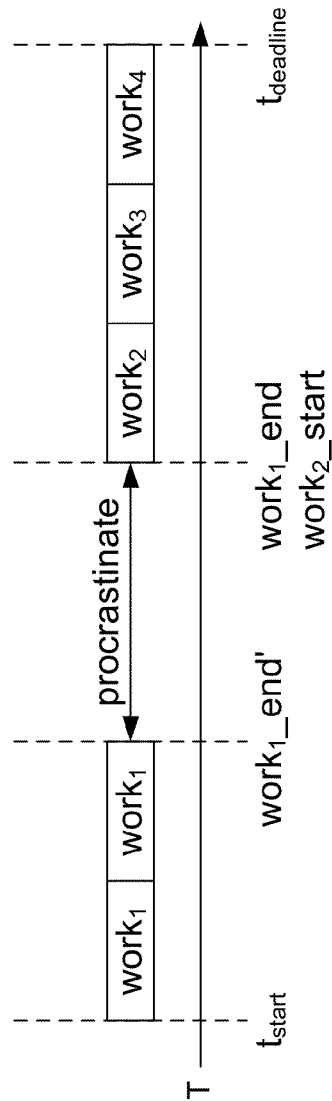 work₁ work₁ procrastinate work₂ work₃ work₄
T
t_start work₁_end' work₁_end t_deadline
work₂_start